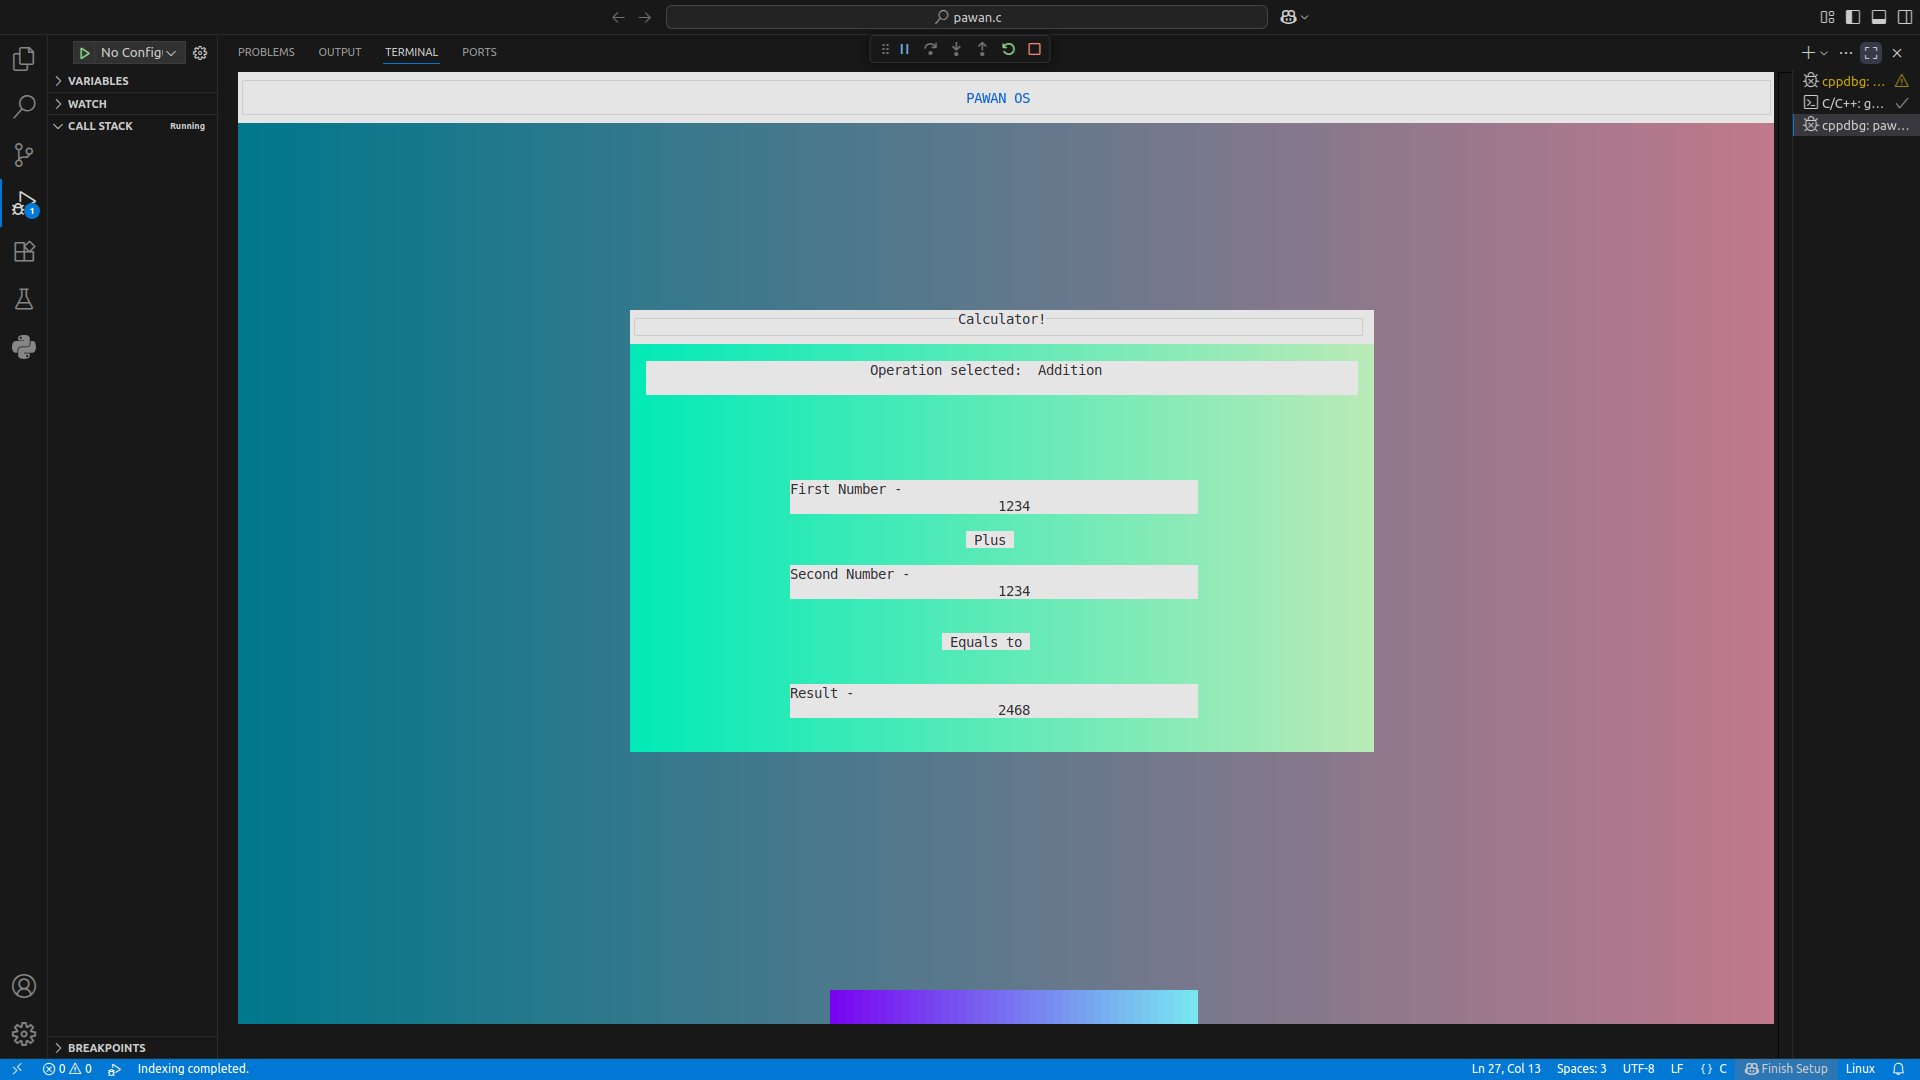 pawan.c
No Config
PROBLEMS
OUTPUT
TERMINAL
PORTS
VARIABLES
WATCH
CALL STACK
Running
cppdbg: ...
C/C++: g...
cppdbg: paw...
1
PAWAN OS
Calculator!
Operation selected:  Addition
First Number -
1234
Plus
Second Number -
1234
Equals to
Result -
2468
BREAKPOINTS
0 0
Indexing completed.
Ln 27, Col 13
Spaces: 3
UTF-8
LF
{} C
Finish Setup
Linux